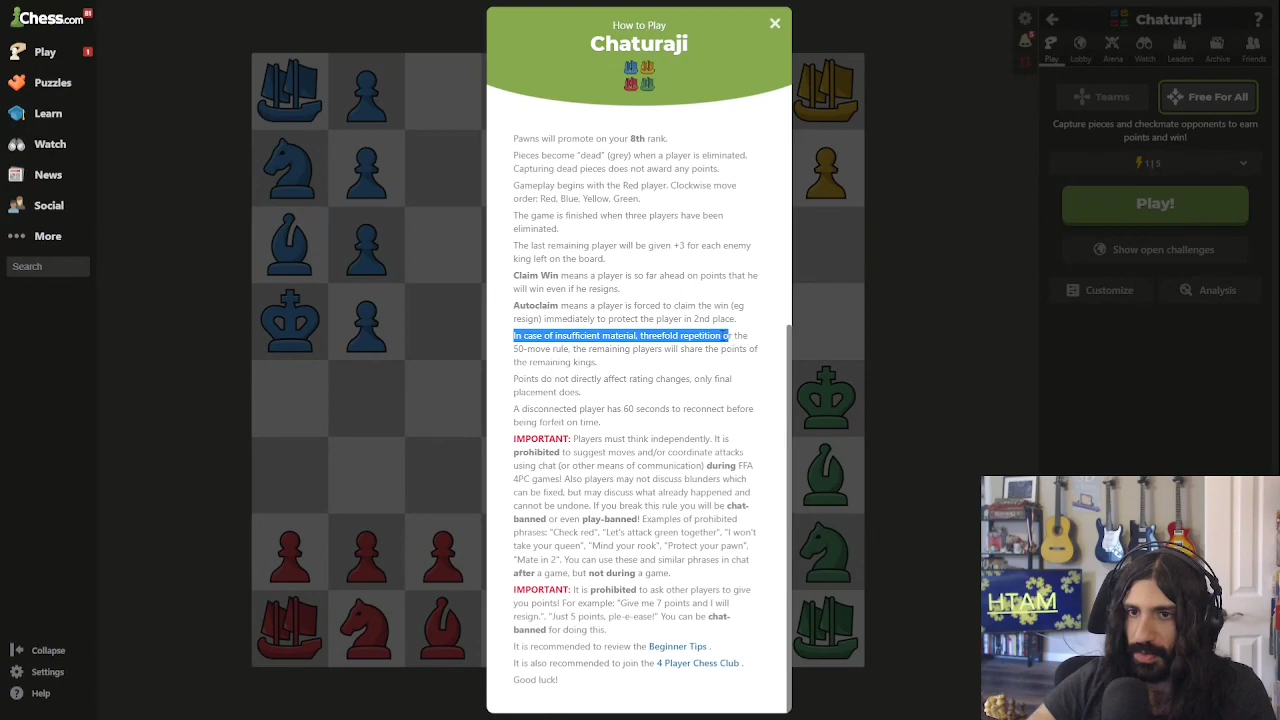 Chess
81
Play
1
Puzzles
Learn
Watch
News
Social
More
Search
Collapse
Settings
Help
How to Play
Chaturaji
Pawns will promote on your 8th rank.
Pieces become "dead" (grey) when a player is eliminated.
Capturing dead pieces does not award any points.
Gameplay begins with the Red player. Clockwise move
order: Red, Blue, Yellow, Green.
The game is finished when three players have been
eliminated.
The last remaining player will be given +3 for each enemy
king left on the board.
Claim Win means a player is so far ahead on points that he
will win even if he resigns.
Autoclaim means a player is forced to claim the win (eg
resign) immediately to protect the player in 2nd place.
In case of insufficient material, threefold repetition or the
50-move rule, the remaining players will share the points of
the remaining kings.
Points do not directly affect rating changes, only final
placement does.
A disconnected player has 60 seconds to reconnect before
being forfeit on time.
IMPORTANT: Players must think independently. It is
prohibited to suggest moves and/or coordinate attacks
using chat (or other means of communication) during FFA
4PC games! Also players may not discuss blunders which
can be fixed, but may discuss what already happened and
cannot be undone. If you break this rule you will be chat-
banned or even play-banned! Examples of prohibited
phrases: "Check red", "Let's attack green together", "I won't
take your queen", "Mind your rook", "Protect your pawn",
"Mate in 2". You can use these and similar phrases in chat
after a game, but not during a game.
IMPORTANT: It is prohibited to ask other players to give
you points! For example: "Give me 7 points and I will
resign.", "Just 5 points, ple-e-ease!" You can be chat-
banned for doing this.
It is recommended to review the Beginner Tips .
It is also recommended to join the 4 Player Chess Club .
Good luck!
5
Chaturaji
?
Play
Lobby
Arena
Watch
Leaders
Archive
Friends
Teams
Free For All
Capture pieces and checkmate opponents to earn
points and win!
1 | 5
Play!
Show open challenges
Customize
Analysis
HTAM